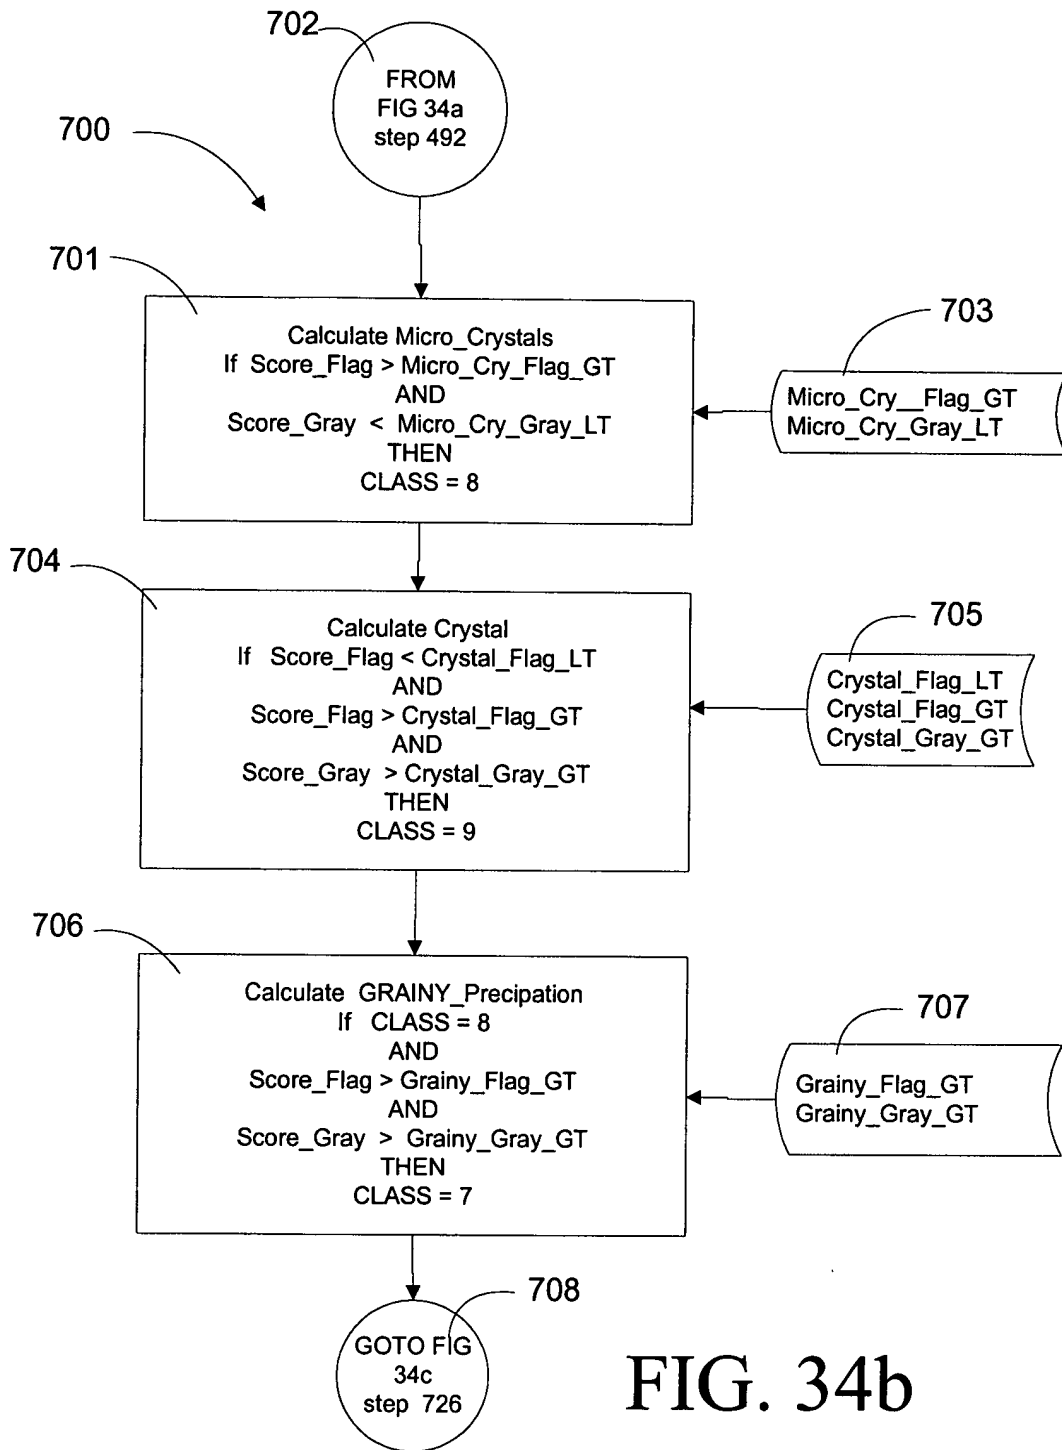 702
FROM
FIG 34a
step 492
700
701
Calculate Micro_Crystals
If Score_Flag > Micro_Cry_Flag_GT
AND
Score_Gray < Micro_Cry_Gray_LT
THEN
CLASS = 8
703
Micro_Cry__Flag_GT
Micro_Cry_Gray_LT
704
Calculate Crystal
If Score_Flag < Crystal_Flag_LT
AND
Score_Flag > Crystal_Flag_GT
AND
Score_Gray > Crystal_Gray_GT
THEN
CLASS = 9
705
Crystal_Flag_LT
Crystal_Flag_GT
Crystal_Gray_GT
706
Calculate GRAINY_Precipation
If CLASS = 8
AND
Score_Flag > Grainy_Flag_GT
AND
Score_Gray > Grainy_Gray_GT
THEN
CLASS = 7
707
Grainy_Flag_GT
Grainy_Gray_GT
708
GOTO FIG
34c
step 726
FIG. 34b